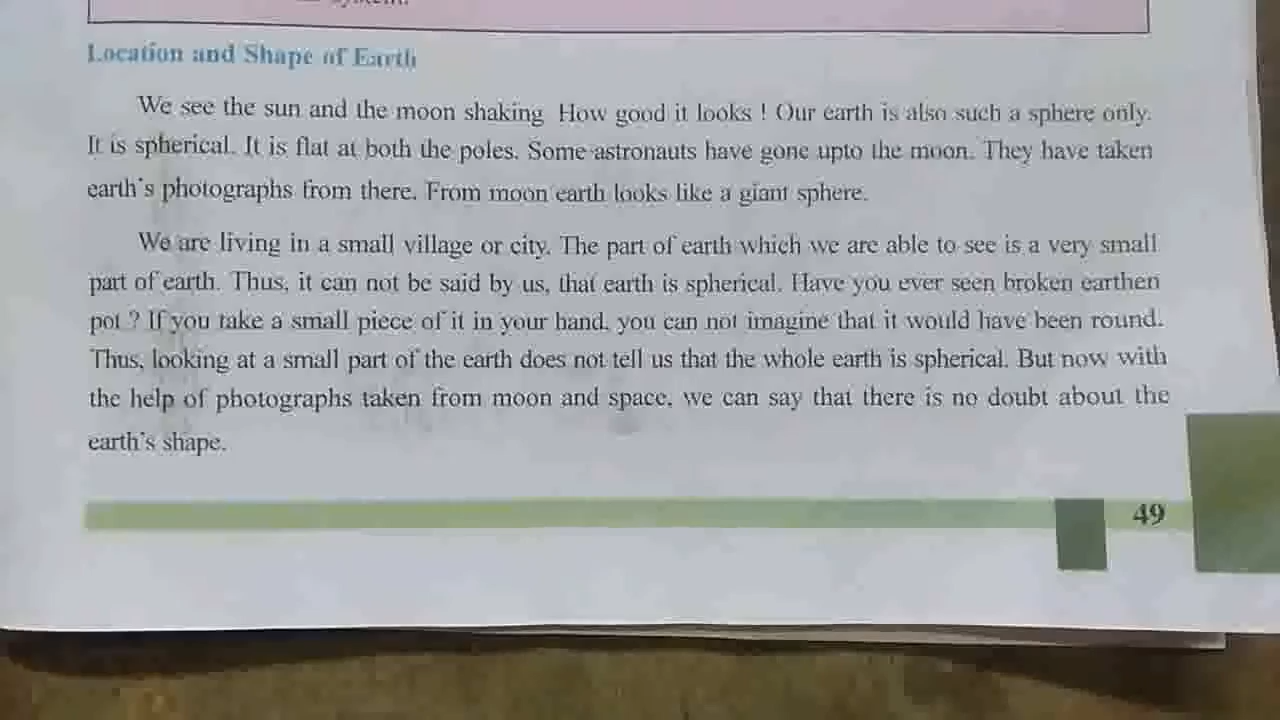 system.
Location and Shape of Earth
We see the sun and the moon shaking How good it looks ! Our earth is also such a sphere only.
It is spherical. It is flat at both the poles. Some astronauts have gone upto the moon. They have taken
earth's photographs from there. From moon earth looks like a giant sphere.
We are living in a small village or city. The part of earth which we are able to see is a very small
part of earth. Thus, it can not be said by us, that earth is spherical. Have you ever seen broken earthen
pot ? If you take a small piece of it in your hand, you can not imagine that it would have been round.
Thus, looking at a small part of the earth does not tell us that the whole earth is spherical. But now with
the help of photographs taken from moon and space, we can say that there is no doubt about the
earth's shape.
49